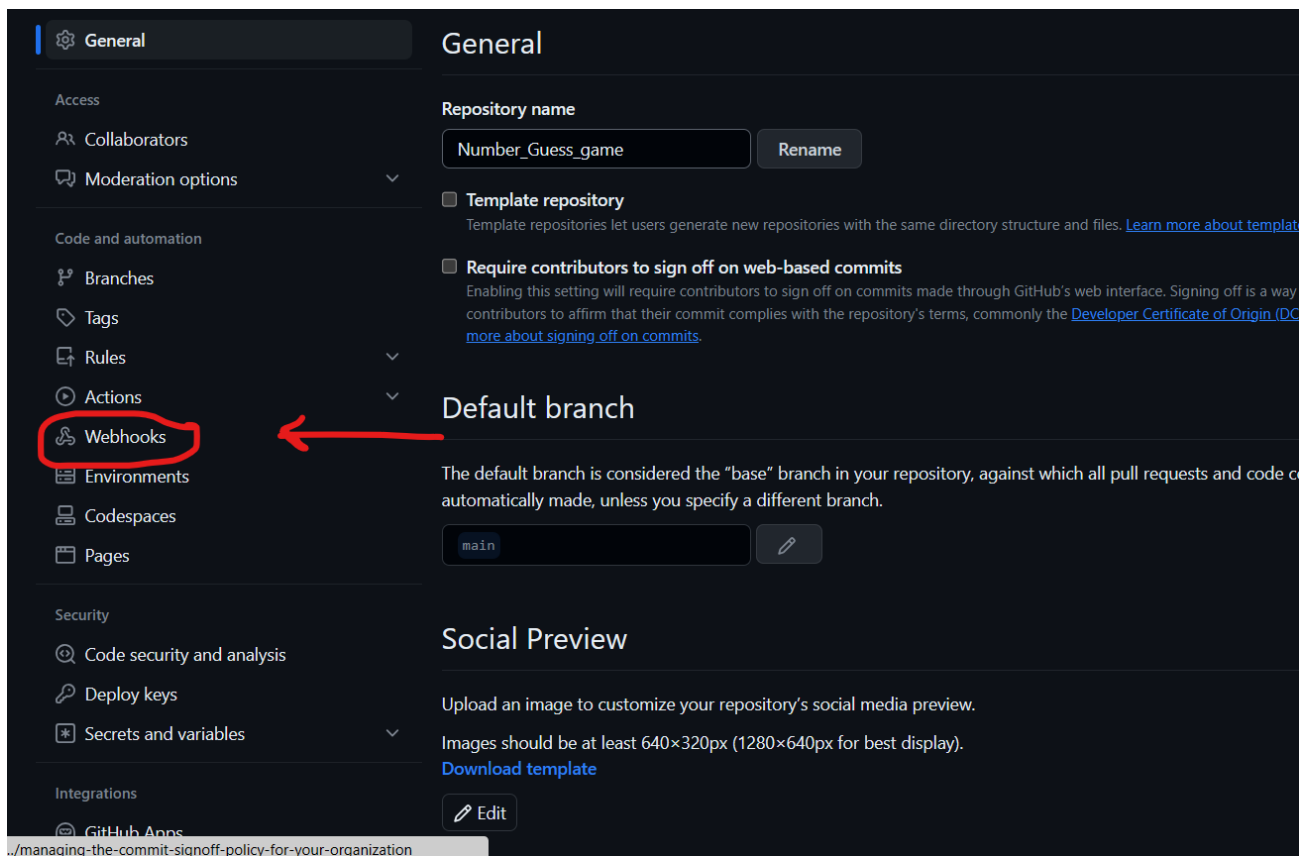 General
Access
Collaborators
Moderation options
Code and automation
Branches
Tags
Rules
Actions
Webhooks
Environments
Codespaces
Pages
Security
Code security and analysis
Deploy keys
Secrets and variables
Integrations
GitHub Apps
../managing-the-commit-signoff-policy-for-your-organization
General
Repository name
Number_Guess_game
Rename
Template repository
Template repositories let users generate new repositories with the same directory structure and files. Learn more about templat
Require contributors to sign off on web-based commits
Enabling this setting will require contributors to sign off on commits made through GitHub's web interface. Signing off is a way
contributors to affirm that their commit complies with the repository's terms, commonly the Developer Certificate of Origin (DC
more about signing off on commits.
Default branch
The default branch is considered the “base” branch in your repository, against which all pull requests and code c
automatically made, unless you specify a different branch.
main
Social Preview
Upload an image to customize your repository's social media preview.
Images should be at least 640×320px (1280×640px for best display).
Download template
Edit